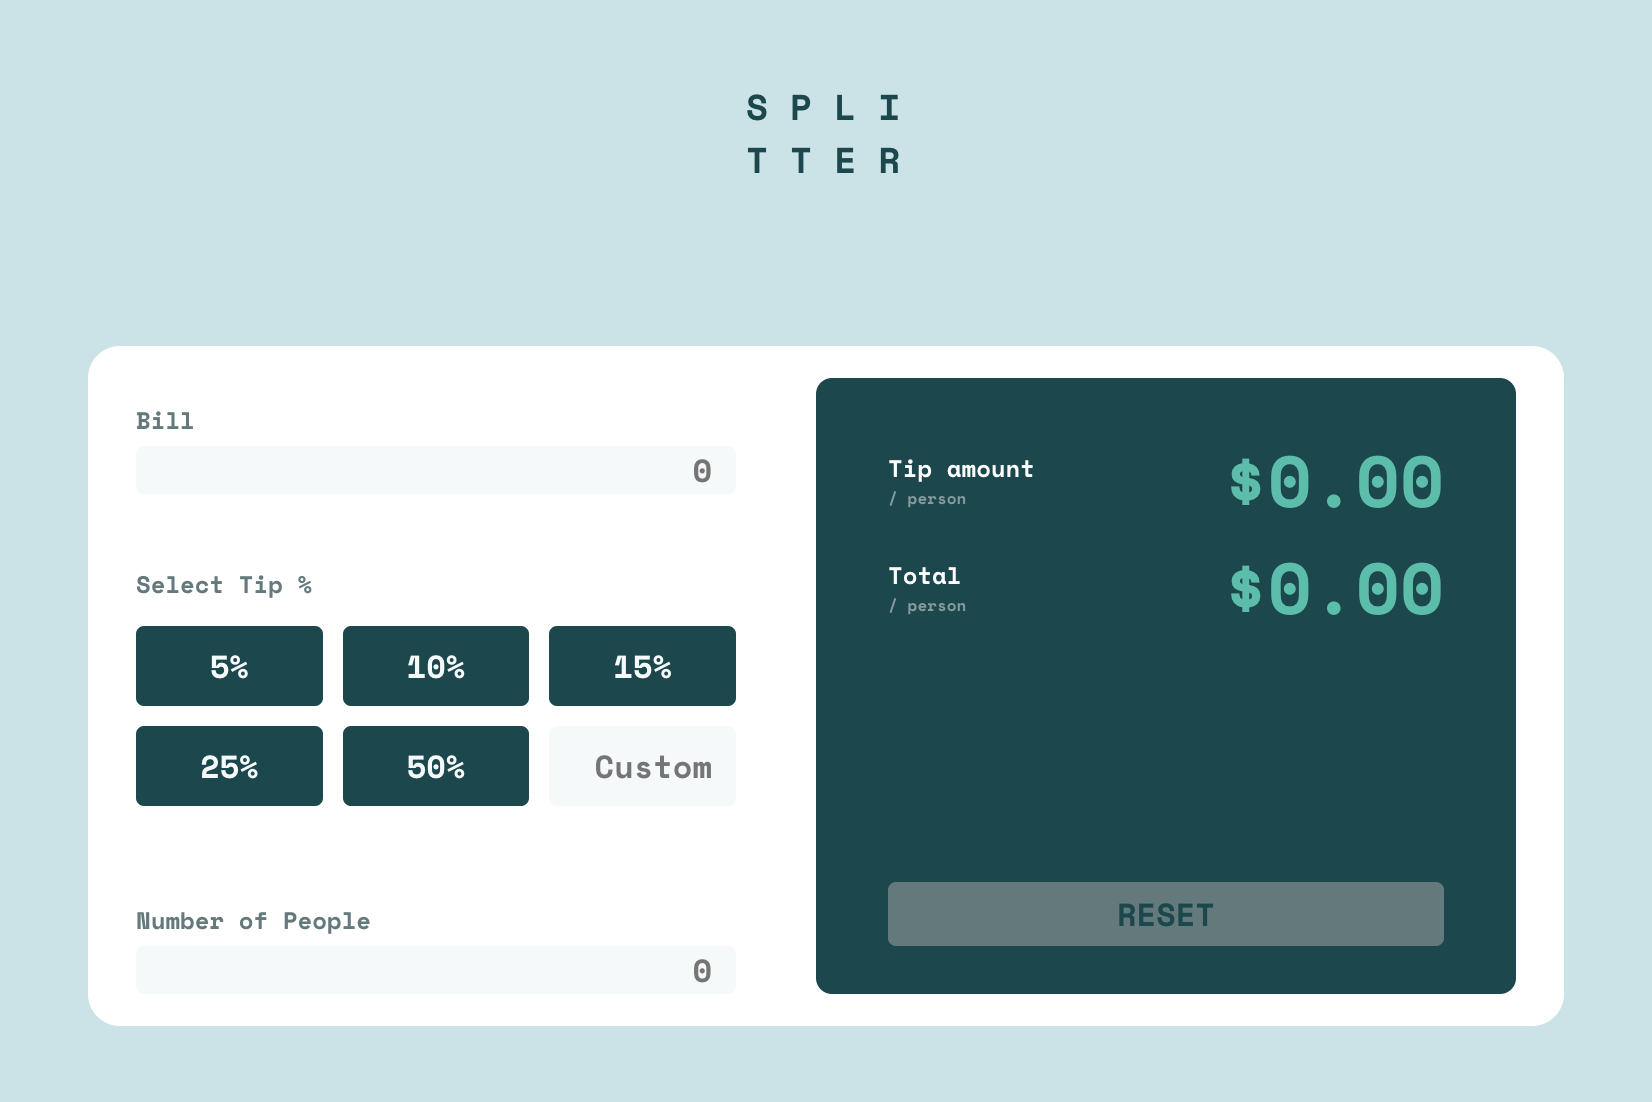 S P L I
T T E R
Bill
0
Select Tip %
5%
10%
15%
25%
50%
Custom
Number of People
0
Tip amount
/ person
$0.00
Total
/ person
$0.00
RESET